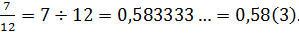 7/12 = 7 ÷ 12 = 0,583333 ... = 0,58(3).